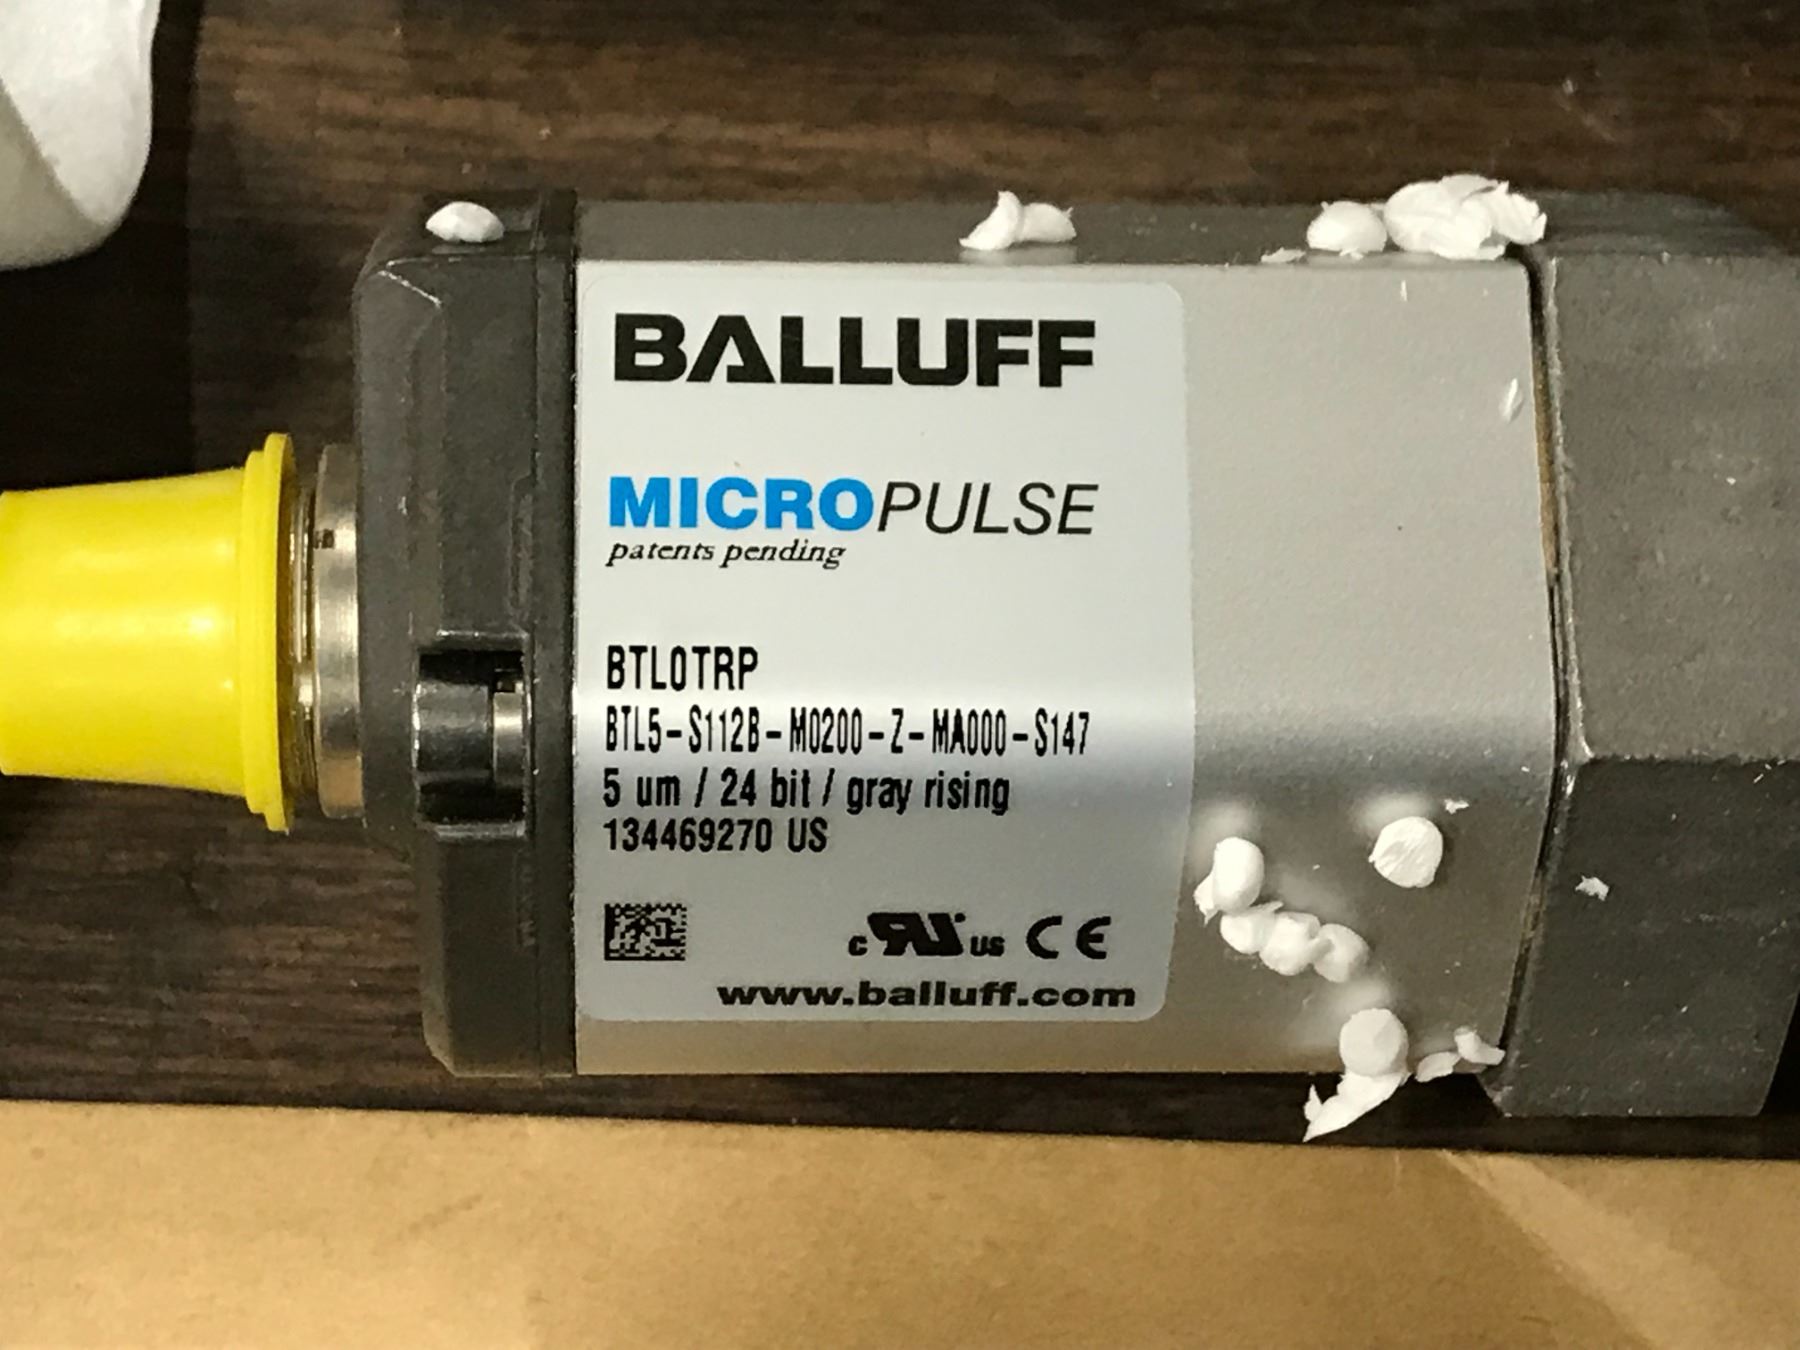 BALLUFF
MICROPULSE
patents pending
BTL0TRP
BTL5-S112B-M0200-Z-MA000-S147
5 um / 24 bit / gray rising
134469270 US
c RU us CE
www.balluff.com